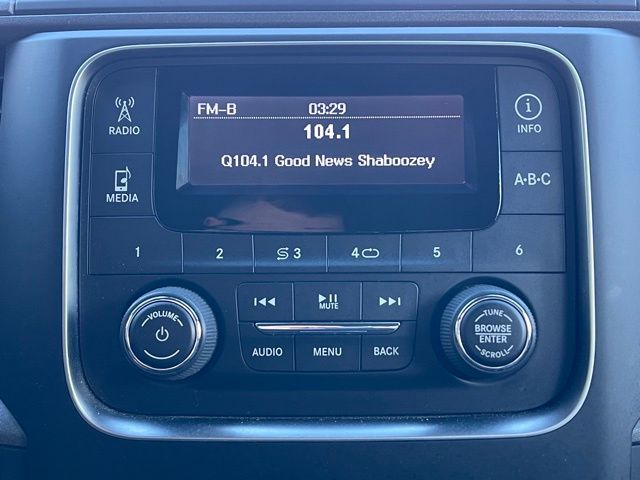 FM-B 03:29
104.1
Q104.1 Good News Shaboozey
RADIO
MEDIA
i
INFO
A•B•C
1 2 3 4 5 6
VOLUME
MUTE
AUDIO MENU BACK
TUNE
BROWSE
ENTER
SCROLL